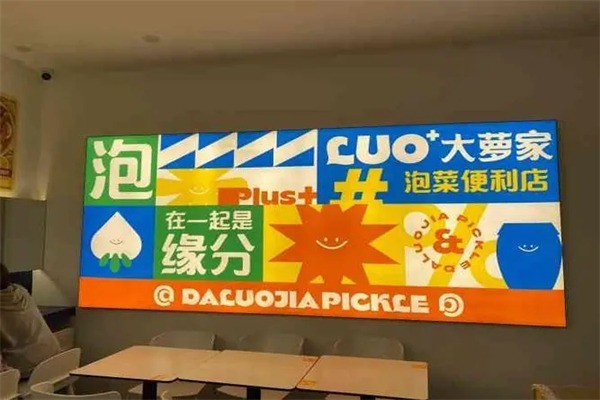 泡
LUO+大萝家
泡菜便利店
Plus+
#
在一起是
缘分
DALUOJIA PICKLE
&
@ DALUOJIA PICKLE